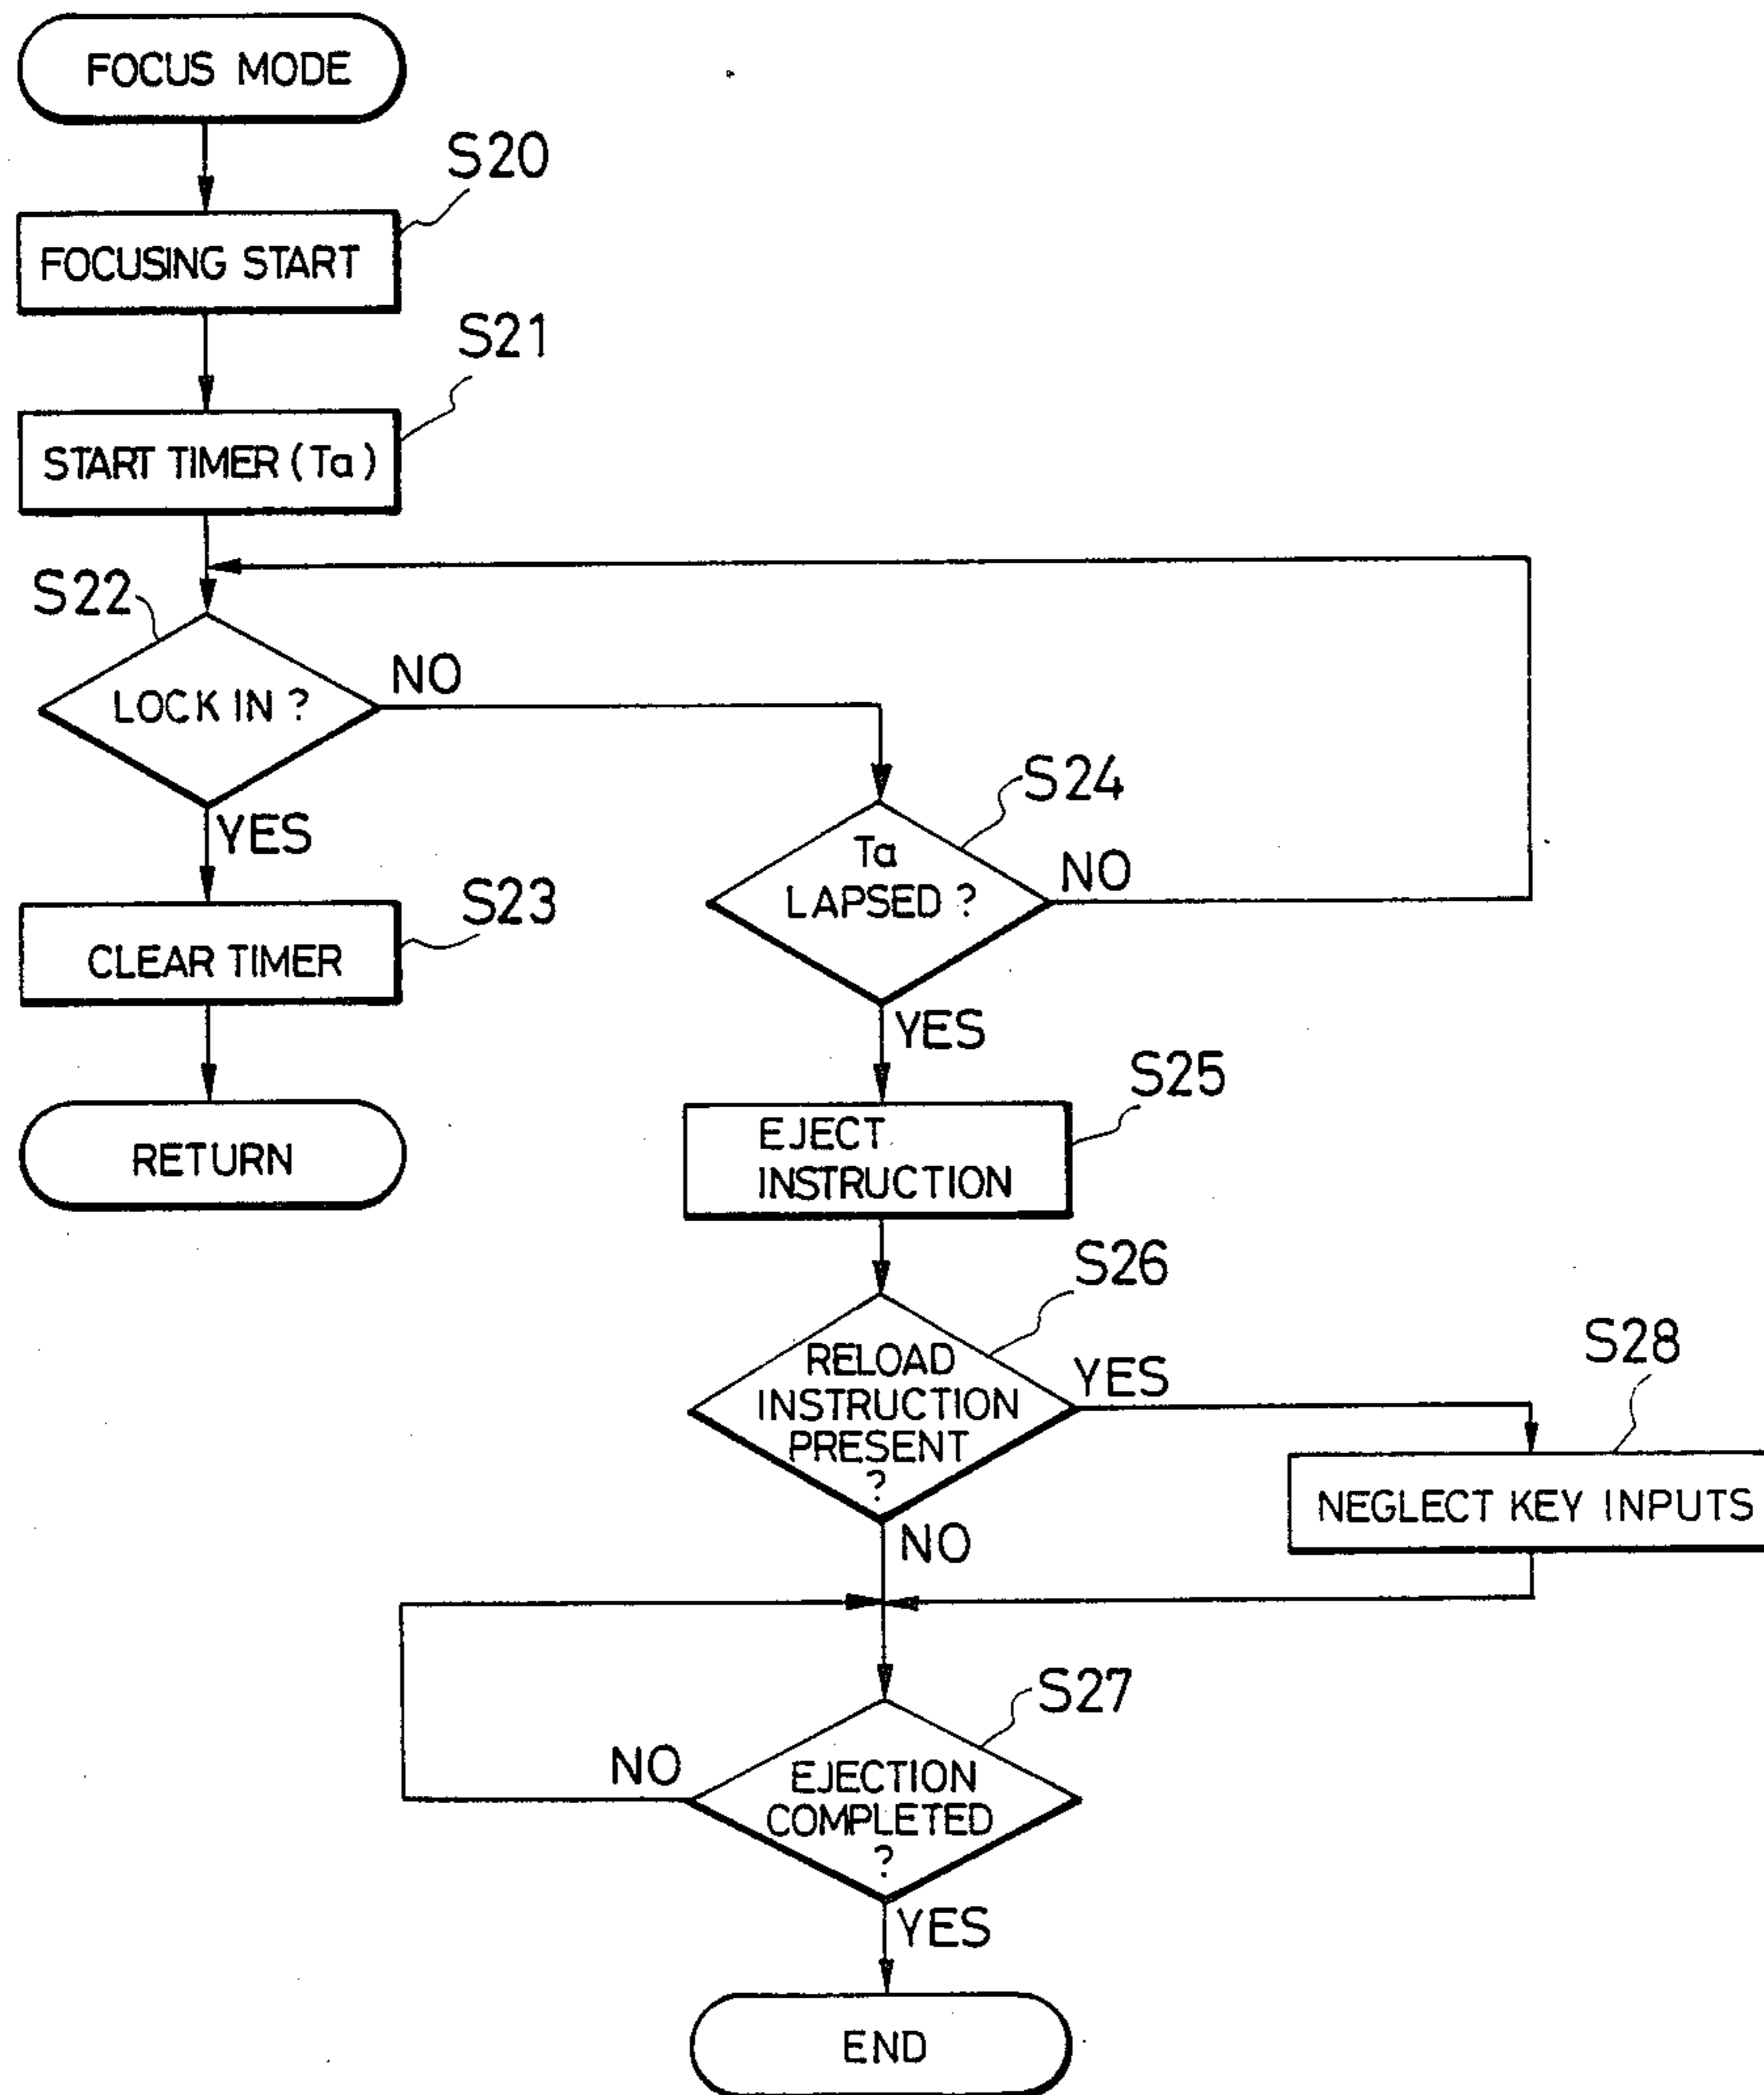 FOCUS MODE
S20
FOCUSING START
S21
START TIMER (Ta)
S22
LOCK IN ?
NO
YES
S23
CLEAR TIMER
RETURN
S24
Ta
LAPSED ?
NO
YES
S25
EJECT
INSTRUCTION
S26
RELOAD
INSTRUCTION
PRESENT
?
YES
NO
S28
NEGLECT KEY INPUTS
S27
EJECTION
COMPLETED
?
NO
YES
END